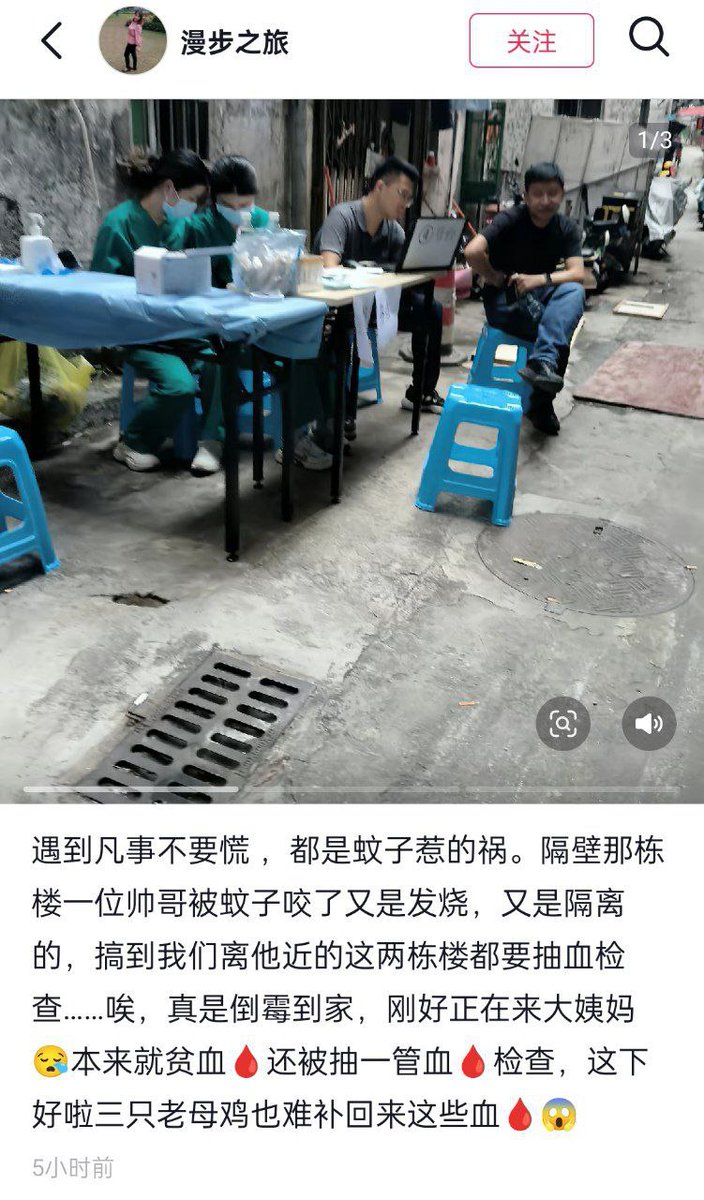 漫步之旅
关注
1/3
遇到凡事不要慌 ，都是蚊子惹的祸。隔壁那栋
楼一位帅哥被蚊子咬了又是发烧，又是隔离
的，搞到我们离他近的这两栋楼都要抽血检
查……唉，真是倒霉到家，刚好正在来大姨妈
😪本来就贫血🩸还被抽一管血🩸检查，这下
好啦三只老母鸡也难补回来这些血🩸😱
5小时前